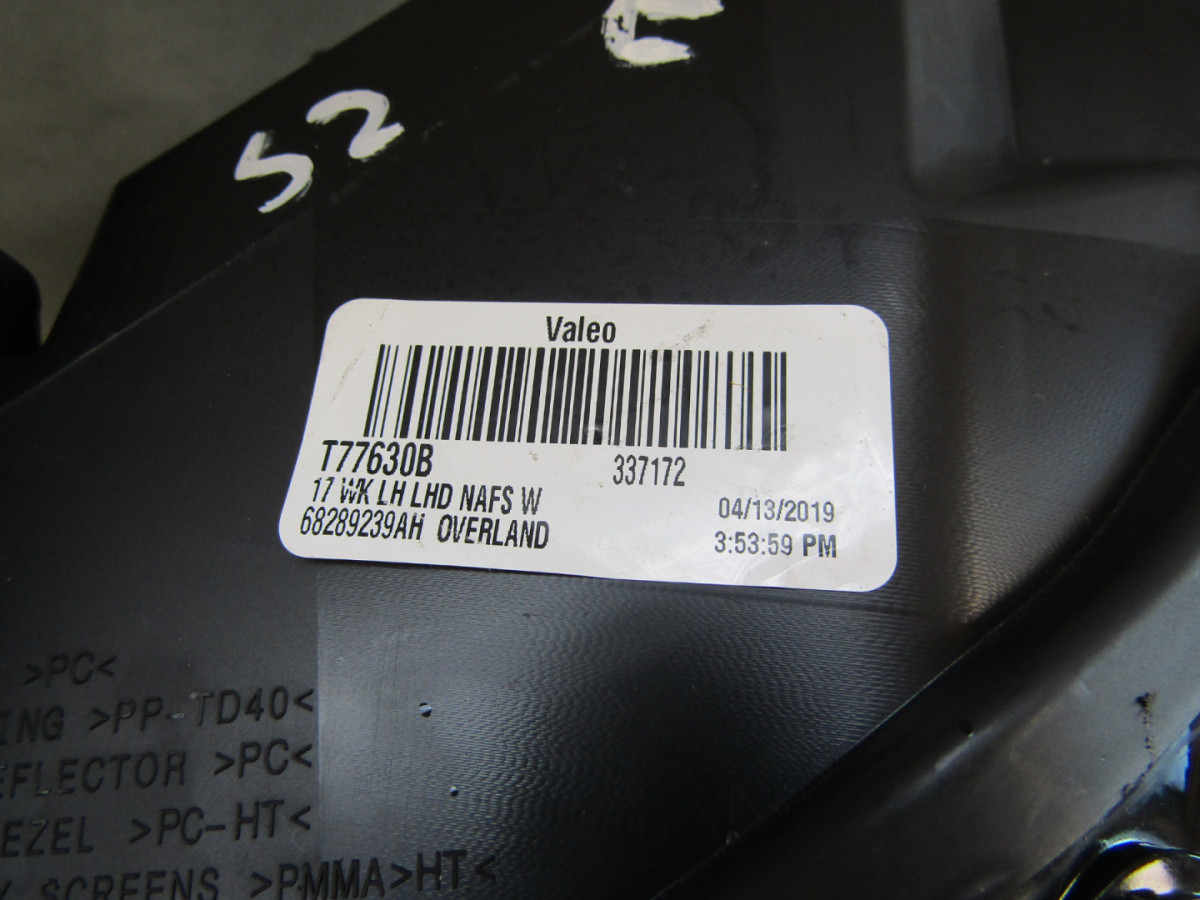 52
Valeo
T77630B 337172
17 WK LH LHD NAFS W 04/13/2019
68289239AH OVERLAND 3:53:59 PM
>PC<
ING >PP-TD40<
EFLECTOR >PC<
EZEL >PC-HT<
SCREENS >PMMA>HT<